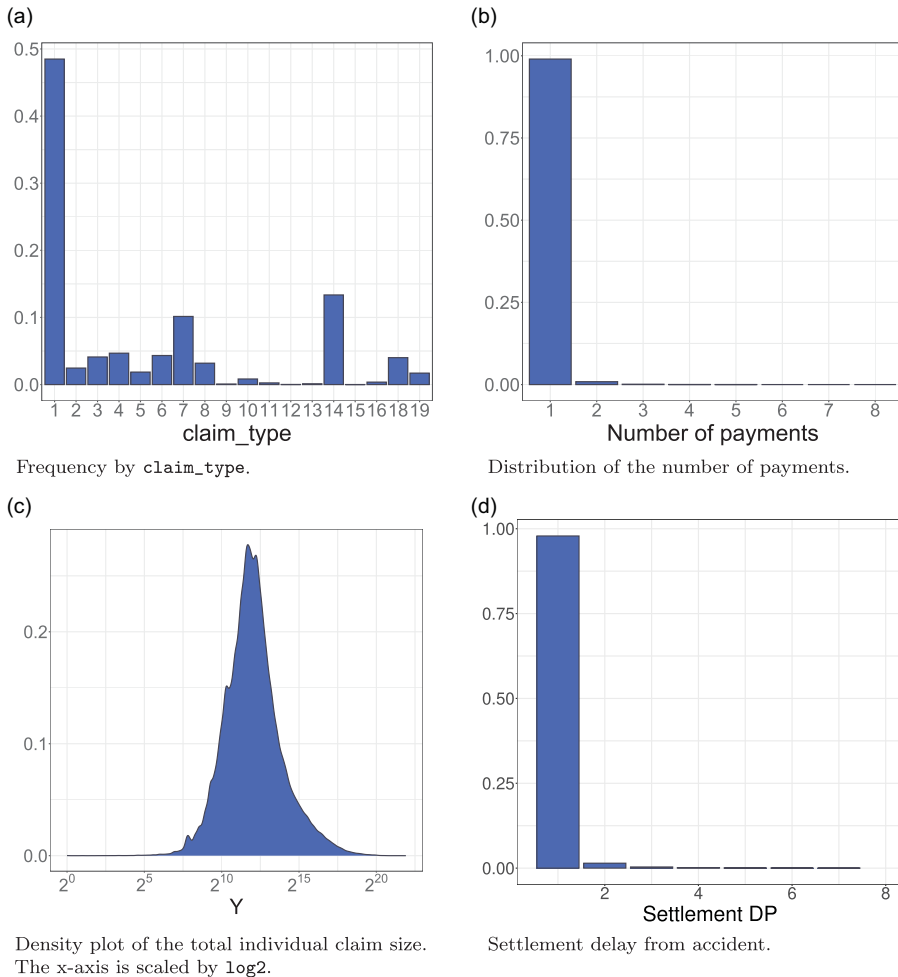 (a)
0.5
0.4
0.3
0.2
0.1
0.0
1 2 3 4 5 6 7 8 9 10 11 12 13 14 15 16 18 19
claim_type
Frequency by claim_type.
(b)
1.00
0.75
0.50
0.25
0.00
1 2 3 4 5 6 7 8
Number of payments
Distribution of the number of payments.
(c)
0.2
0.1
0.0
2^0 2^5 2^10 2^15 2^20
Y
Density plot of the total individual claim size.
The x-axis is scaled by log2.
(d)
1.00
0.75
0.50
0.25
0.00
2 4 6 8
Settlement DP
Settlement delay from accident.